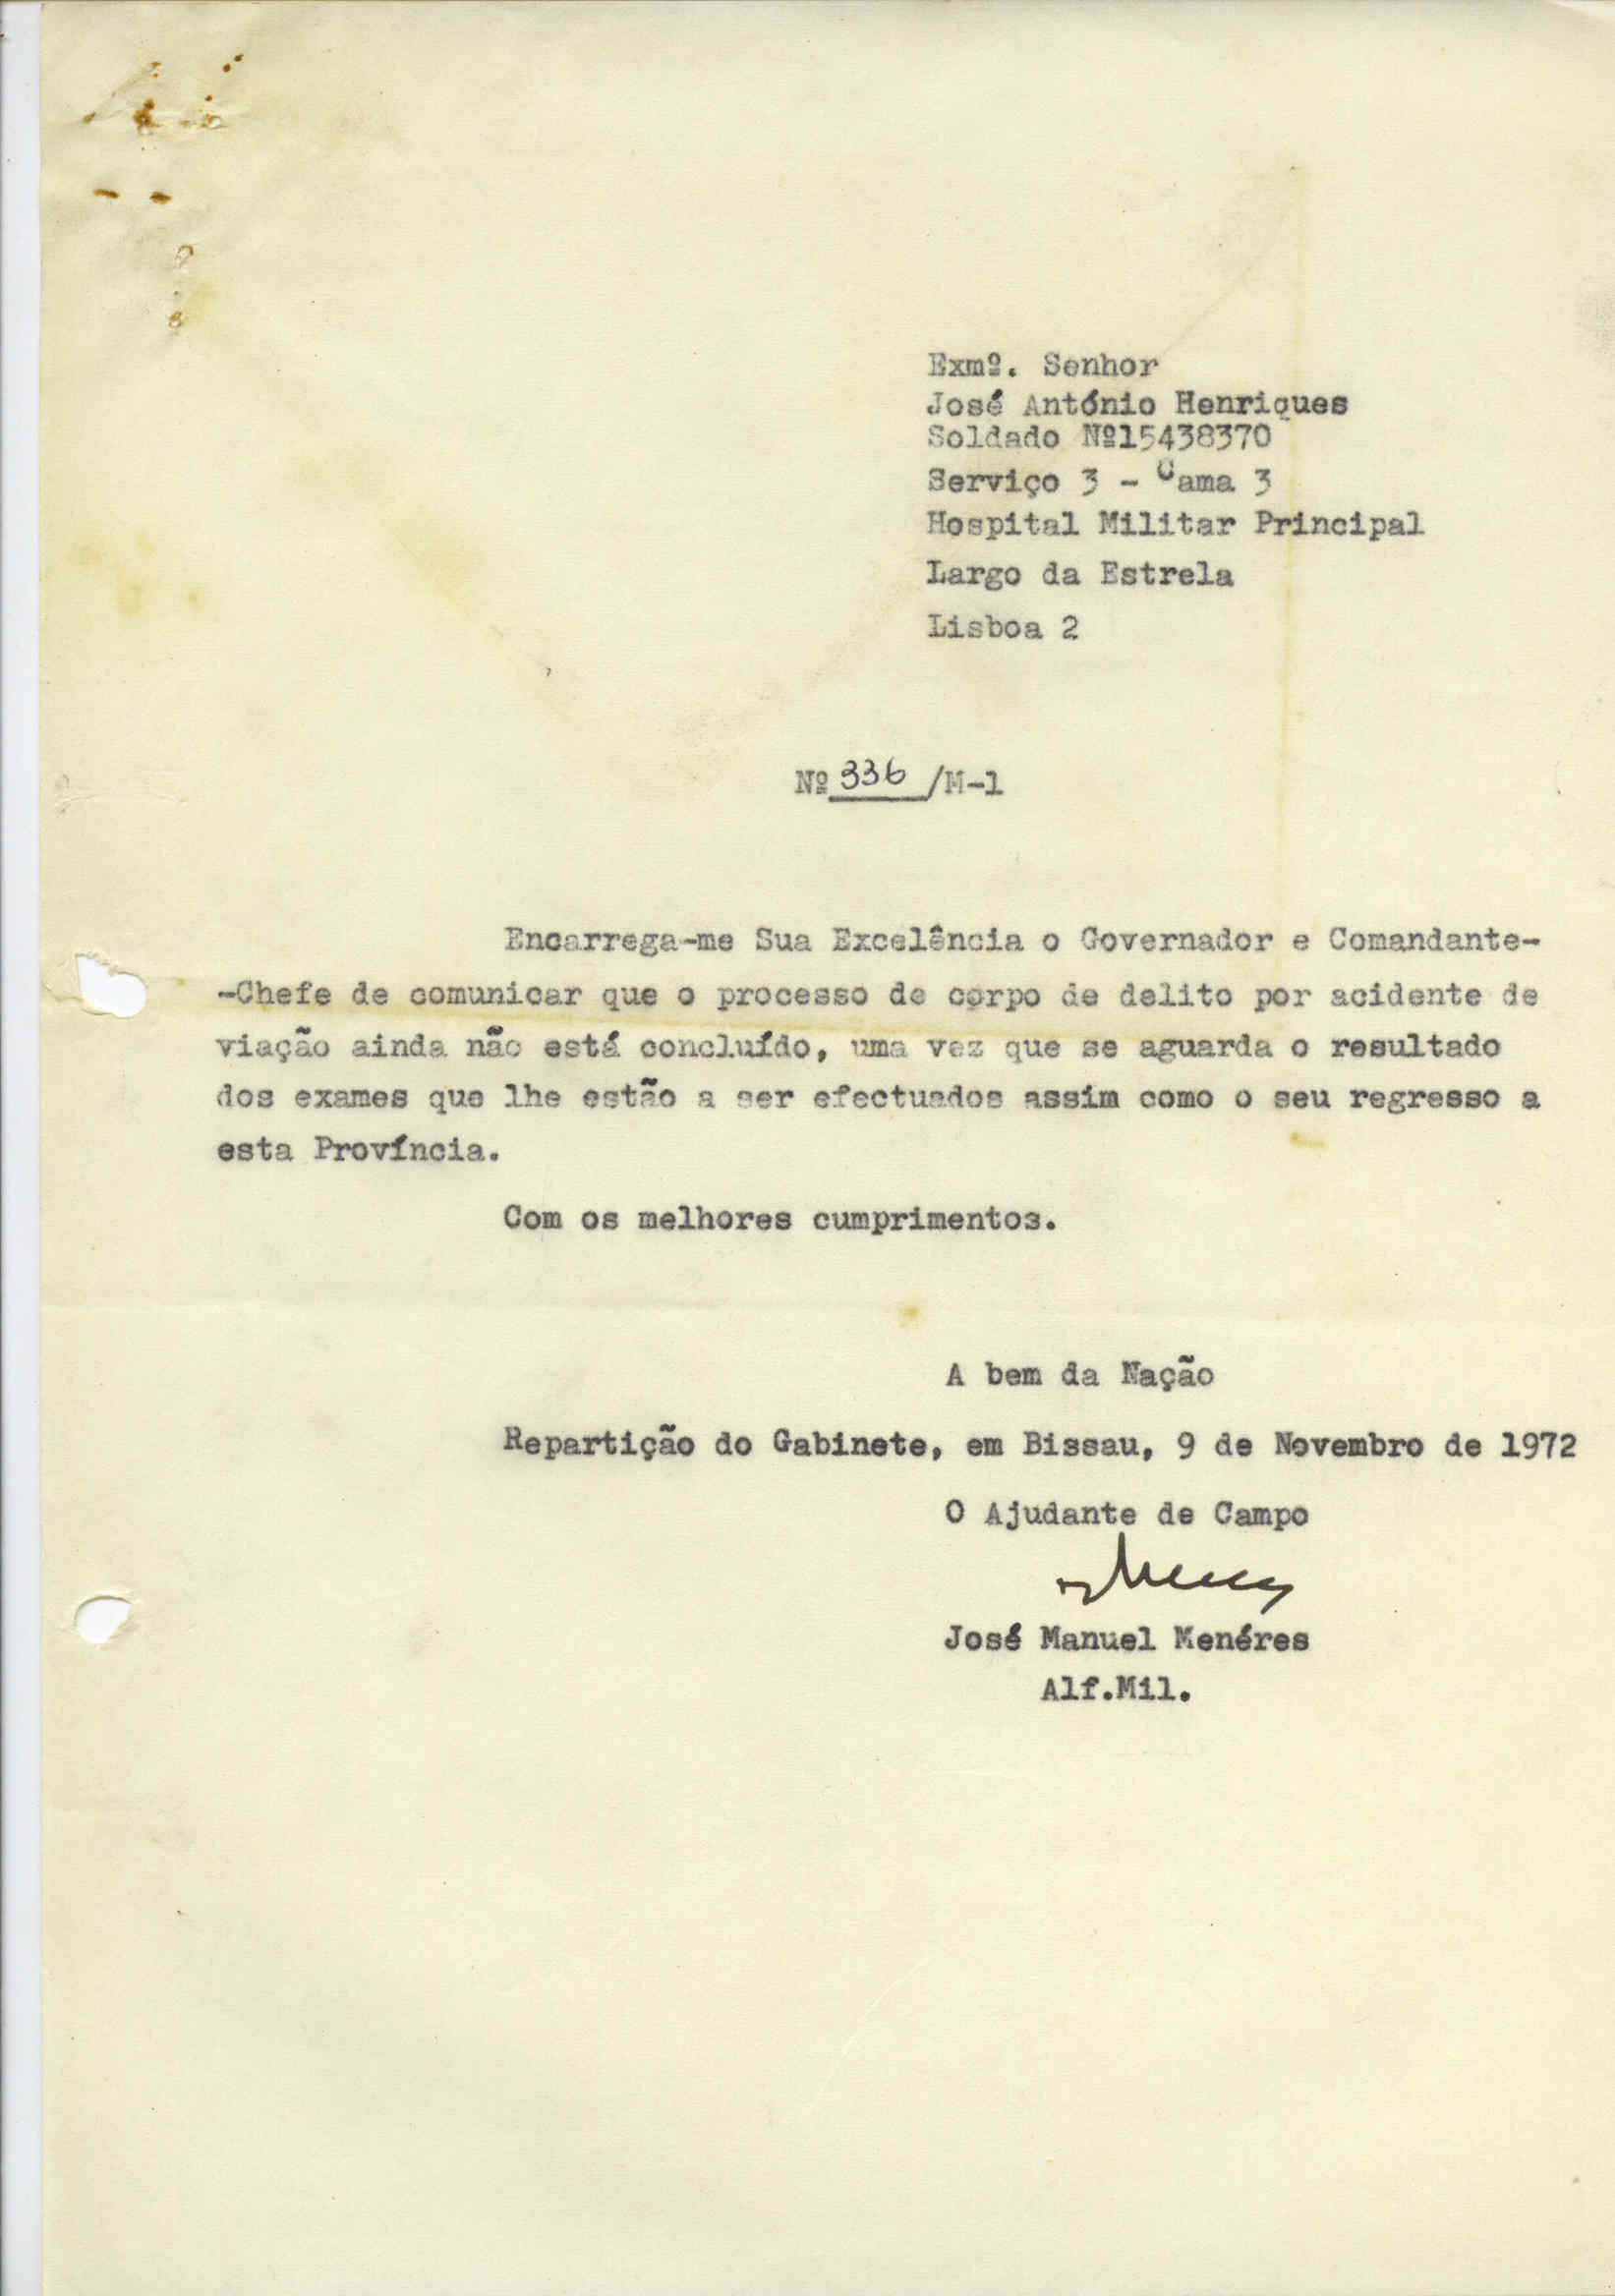 Exmº. Senhor
José António Henriques
Soldado Nº15438370
Serviço 3 - Cama 3
Hospital Militar Principal
Largo da Estrela
Lisboa 2
Nº 336 /M-1
Encarrega-me Sua Excelência o Governador e Comandante-
-Chefe de comunicar que o processo de corpo de delito por acidente de
viação ainda não está concluído, uma vez que se aguarda o resultado
dos exames que lhe estão a ser efectuados assim como o seu regresso a
esta Província.
Com os melhores cumprimentos.
A bem da Nação
Repartição do Gabinete, em Bissau, 9 de Novembro de 1972
O Ajudante de Campo
José Manuel Menéres
Alf.Mil.